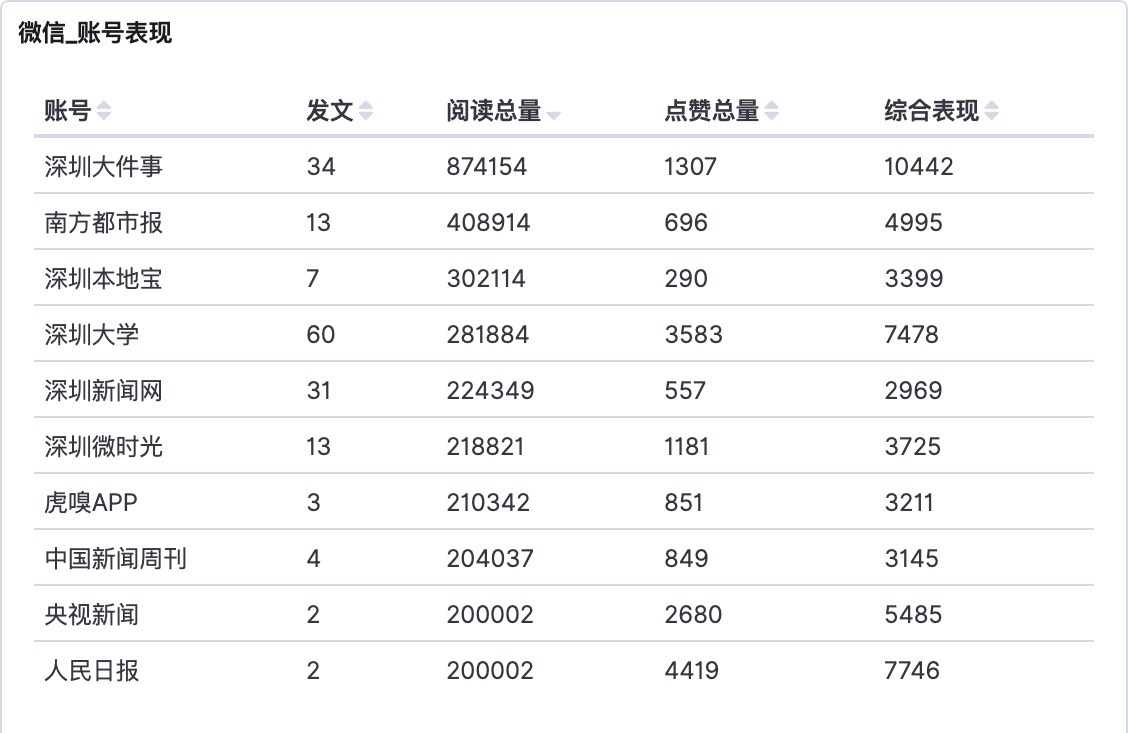 微信_账号表现
账号 发文 阅读总量 点赞总量 综合表现
深圳大件事 34 874154 1307 10442
南方都市报 13 408914 696 4995
深圳本地宝 7 302114 290 3399
深圳大学 60 281884 3583 7478
深圳新闻网 31 224349 557 2969
深圳微时光 13 218821 1181 3725
虎嗅APP 3 210342 851 3211
中国新闻周刊 4 204037 849 3145
央视新闻 2 200002 2680 5485
人民日报 2 200002 4419 7746